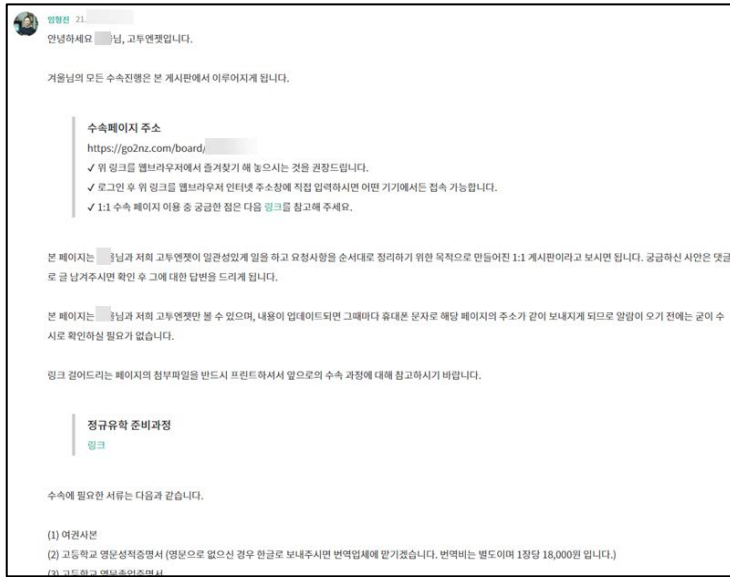 임형진 21.
안녕하세요 님, 고투엔젯입니다.
겨울님의 모든 수속진행은 본 게시판에서 이루어지게 됩니다.
수속페이지 주소
https://go2nz.com/board/
✓ 위 링크를 웹브라우저에서 즐겨찾기 해 놓으시는 것을 권장드립니다.
✓ 로그인 후 위 링크를 웹브라우저 인터넷 주소창에 직접 입력하시면 어떤 기기에서든 접속 가능합니다.
✓ 1:1 수속 페이지 이용 중 궁금한 점은 다음 링크를 참고해 주세요.
본 페이지는 님과 저희 고투엔젯이 일관성있게 일을 하고 요청사항을 순서대로 정리하기 위한 목적으로 만들어진 1:1 게시판이라고 보시면 됩니다. 궁금하신 사안은 댓글
로 글 남겨주시면 확인 후 그에 대한 답변을 드리게 됩니다.
본 페이지는 님과 저희 고투엔젯만 볼 수 있으며, 내용이 업데이트되면 그때마다 휴대폰 문자로 해당 페이지의 주소가 같이 보내지게 되므로 알람이 오기 전에는 굳이 수
시로 확인하실 필요가 없습니다.
링크 걸어드리는 페이지의 첨부파일을 반드시 프린트하셔서 앞으로의 수속 과정에 대해 참고하시기 바랍니다.
정규유학 준비과정
링크
수속에 필요한 서류는 다음과 같습니다.
(1) 여권사본
(2) 고등학교 영문성적증명서 (영문으로 없으신 경우 한글로 보내주시면 번역업체에 맡기겠습니다. 번역비는 별도이며 1장당 18,000원 입니다.)
(3) 고등학교 영문졸업증명서